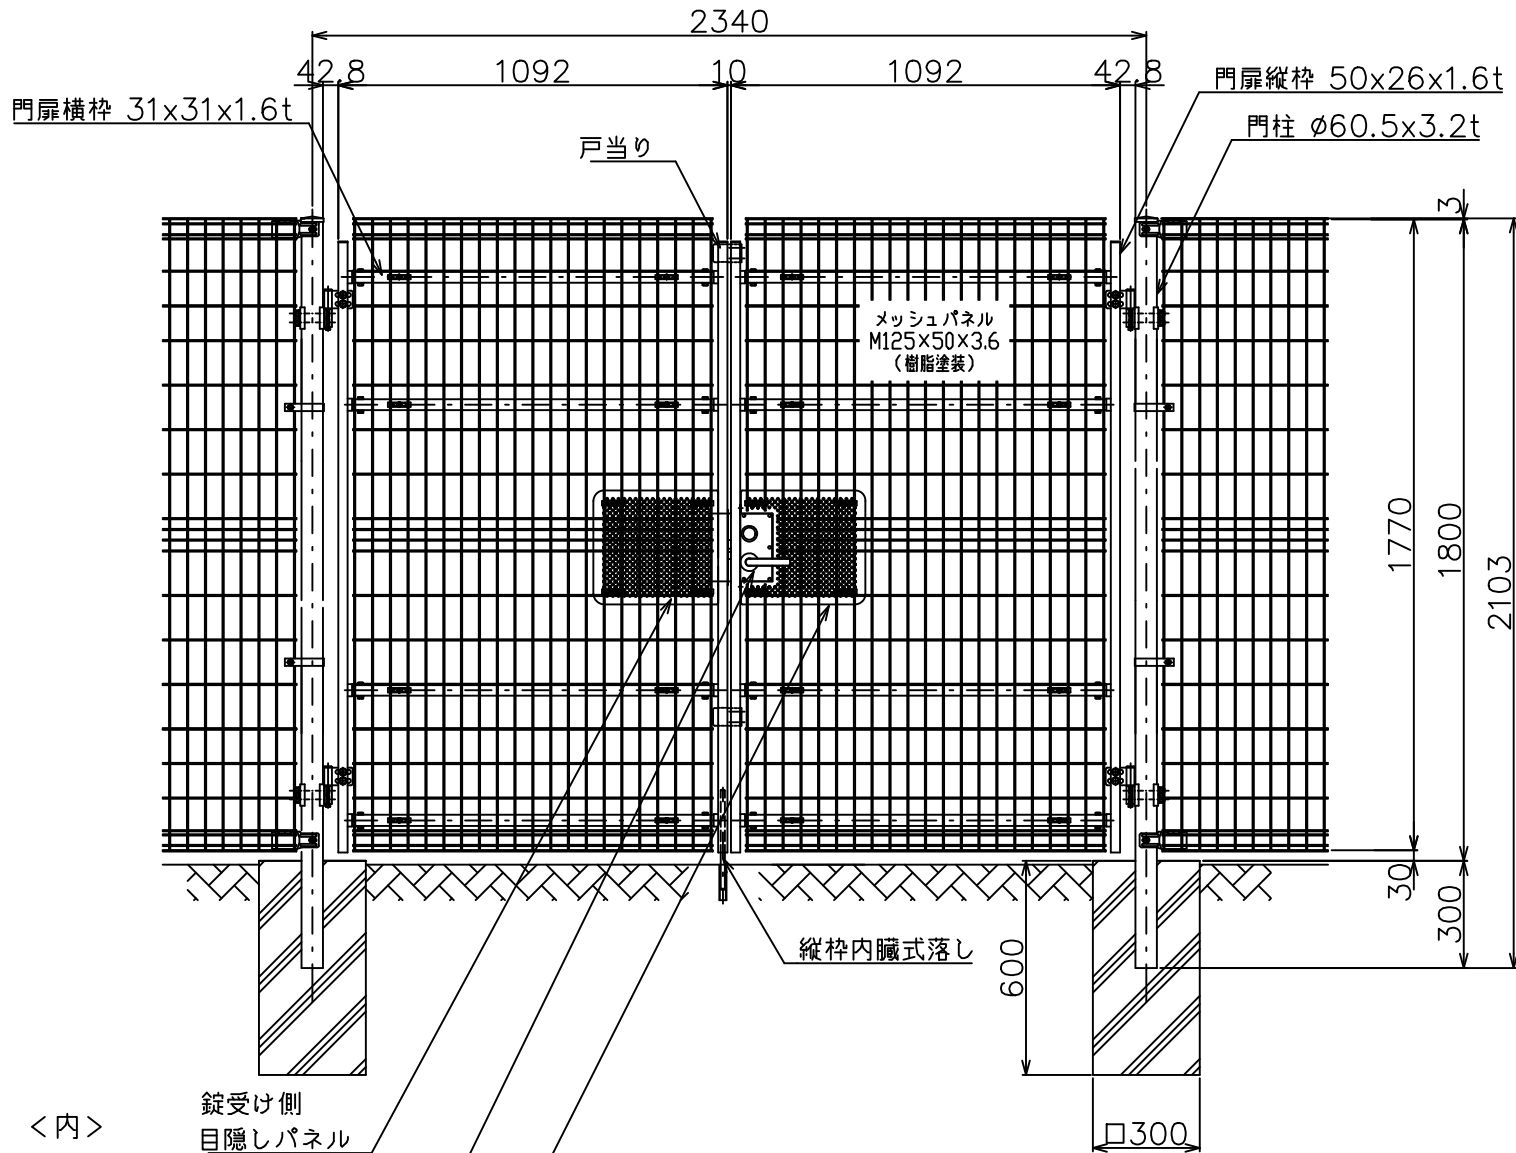 2340
42.8
1092
10
1092
42.8
門扉縦枠 50x26x1.6t
門扉横枠 31x31x1.6t
門柱 φ60.5x3.2t
戸当り
3
メッシュパネル
M125×50×3.6
(樹脂塗装)
1770
1800
2103
30
300
縦枠内臓式落し
600
錠受け側
目隠しパネル
<内>
□300